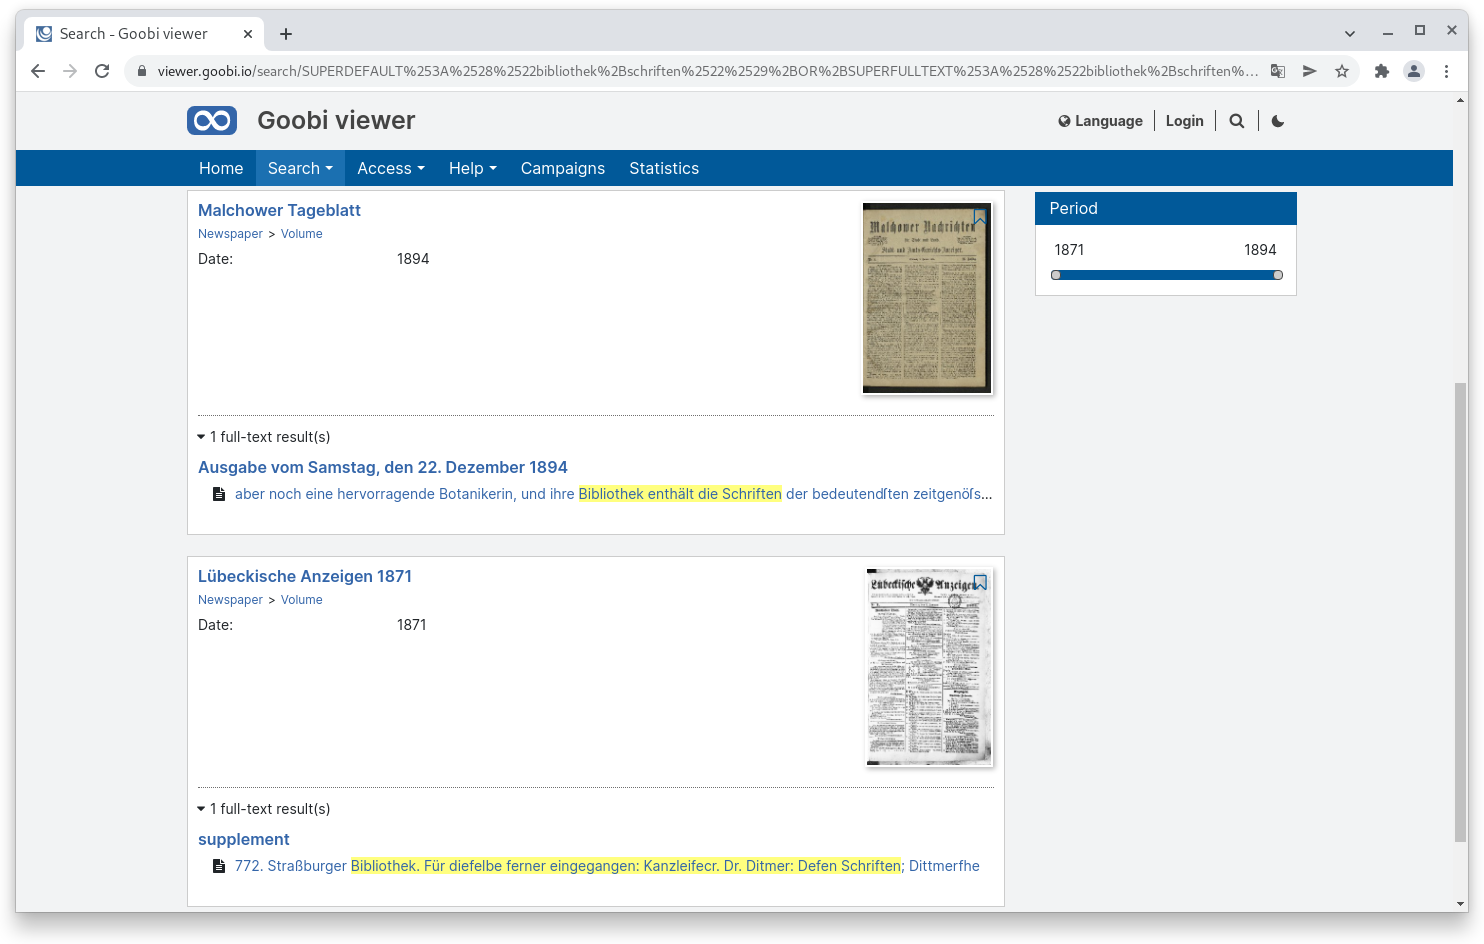 Search - Goobi viewer
viewer.goobi.io/search/SUPERDEFAULT%253A%2528%2522bibliothek%2Bschriften%2522%2529%2BOR%2BSUPERFULLTEXT%253A%2528%2522bibliothek%2Bschriften%...
Goobi viewer
Language
Login
Home
Search
Access
Help
Campaigns
Statistics
Malchower Tageblatt
Newspaper > Volume
Date: 1894
Malchower Nachrichten
1 full-text result(s)
Ausgabe vom Samstag, den 22. Dezember 1894
aber noch eine hervorragende Botanikerin, und ihre Bibliothek enthält die Schriften der bedeutendſten zeitgenöſs...
Lübeckische Anzeigen 1871
Newspaper > Volume
Date: 1871
Lübeckische Anzeigen
1 full-text result(s)
supplement
772. Straßburger Bibliothek. Für diefelbe ferner eingegangen: Kanzleifecr. Dr. Ditmer: Defen Schriften; Dittmerfhe
Period
1871 1894